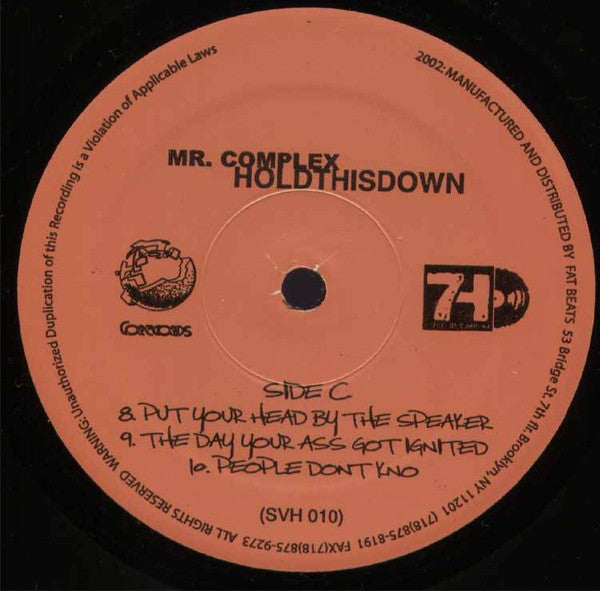 MR. COMPLEX
HOLDTHISDOWN
74
SIDE C
8. PUT YOUR HEAD BY THE SPEAKER
9. THE DAY YOUR ASS GOT IGNITED
10. PEOPLE DONT KNO
(SVH 010)
2002: MANUFACTURED AND DISTRIBUTED BY FAT BEATS 53 Bridge St. 7th fl. Brooklyn, NY 11201 (718)875-8191 FAX(718)875-9273 ALL RIGHTS RESERVED WARNING: Unauthorized Duplication of this Recording is a Violation of Applicable Laws